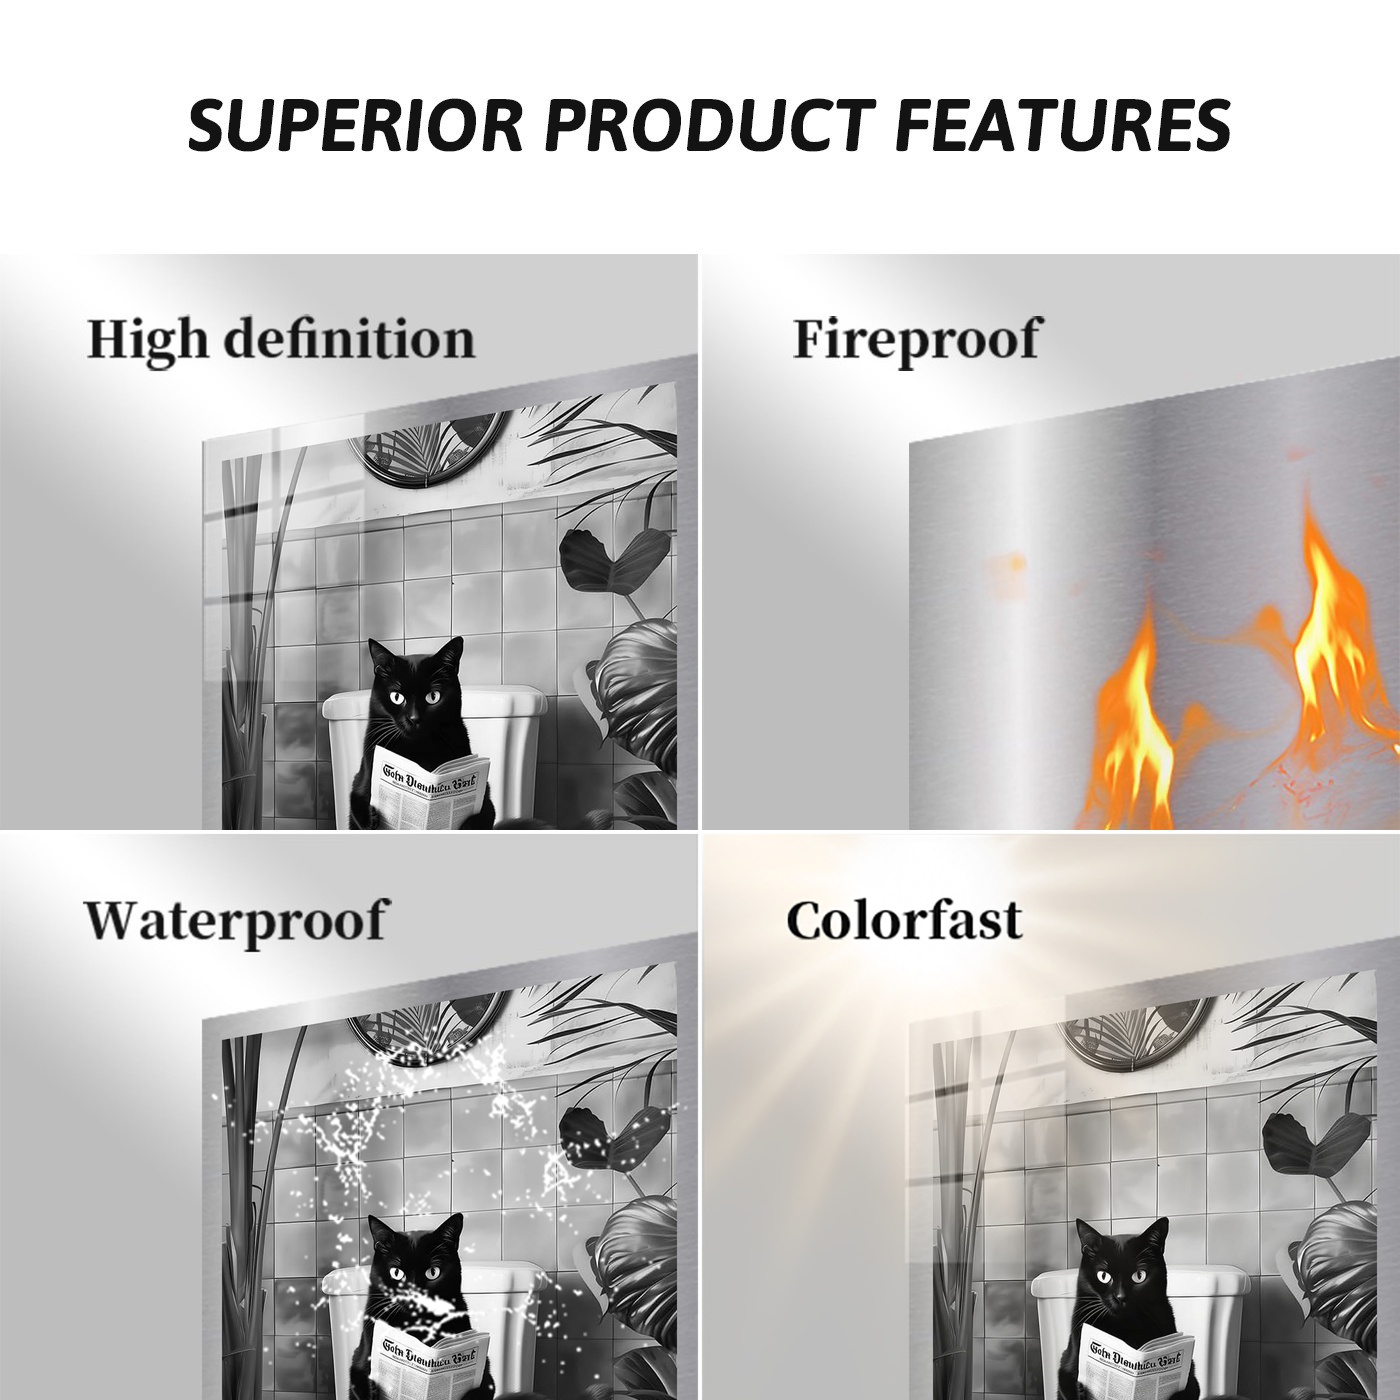 SUPERIOR PRODUCT FEATURES
High definition
Fireproof
Waterproof
Colorfast